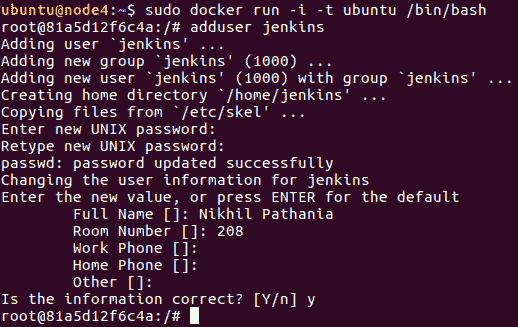 ubuntu@node4:~$ sudo docker run -i -t ubuntu /bin/bash
root@81a5d12f6c4a:/# adduser jenkins
Adding user `jenkins' ...
Adding new group `jenkins' (1000) ...
Adding new user `jenkins' (1000) with group `jenkins' ...
Creating home directory `/home/jenkins' ...
Copying files from `/etc/skel' ...
Enter new UNIX password:
Retype new UNIX password:
passwd: password updated successfully
Changing the user information for jenkins
Enter the new value, or press ENTER for the default
Full Name []: Nikhil Pathania
Room Number []: 208
Work Phone []:
Home Phone []:
Other []:
Is the information correct? [Y/n] y
root@81a5d12f6c4a:/#